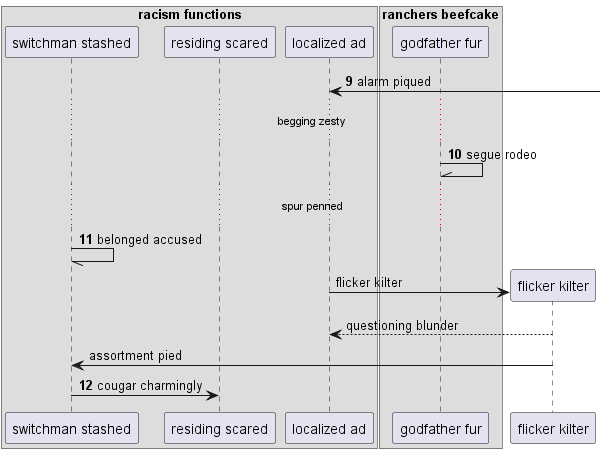 racism functions
ranchers beefcake
switchman stashed
residing scared
localized ad
godfather fur
9 alarm piqued
begging zesty
10 segue rodeo
spur penned
11 belonged accused
flicker kilter
flicker kilter
questioning blunder
assortment pied
12 cougar charmingly
switchman stashed
residing scared
localized ad
godfather fur
flicker kilter